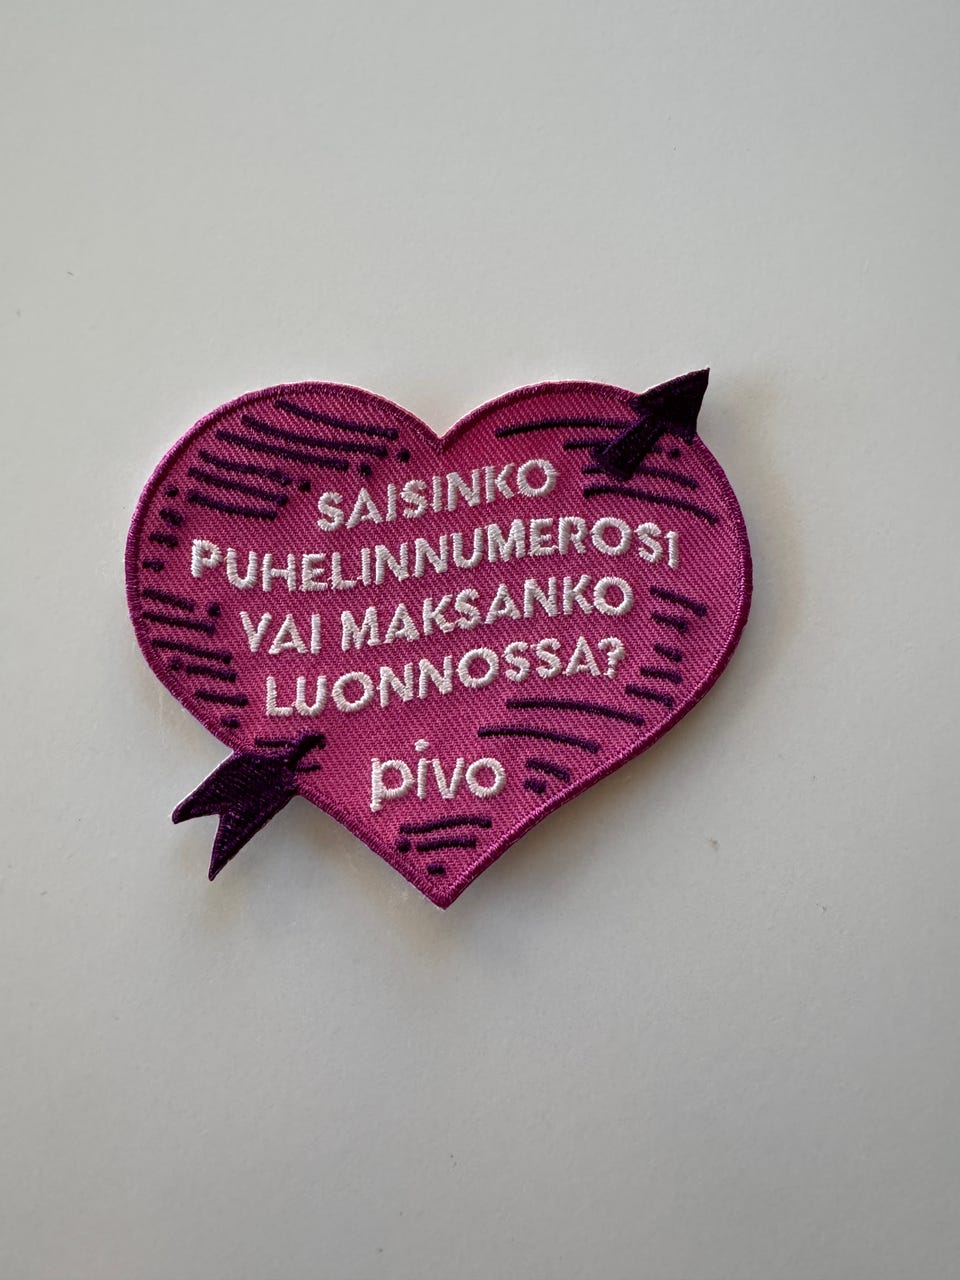 SAISINKO
PUHELINNUMEROSI
VAI MAKSANKO
LUONNOSSA?
pivo